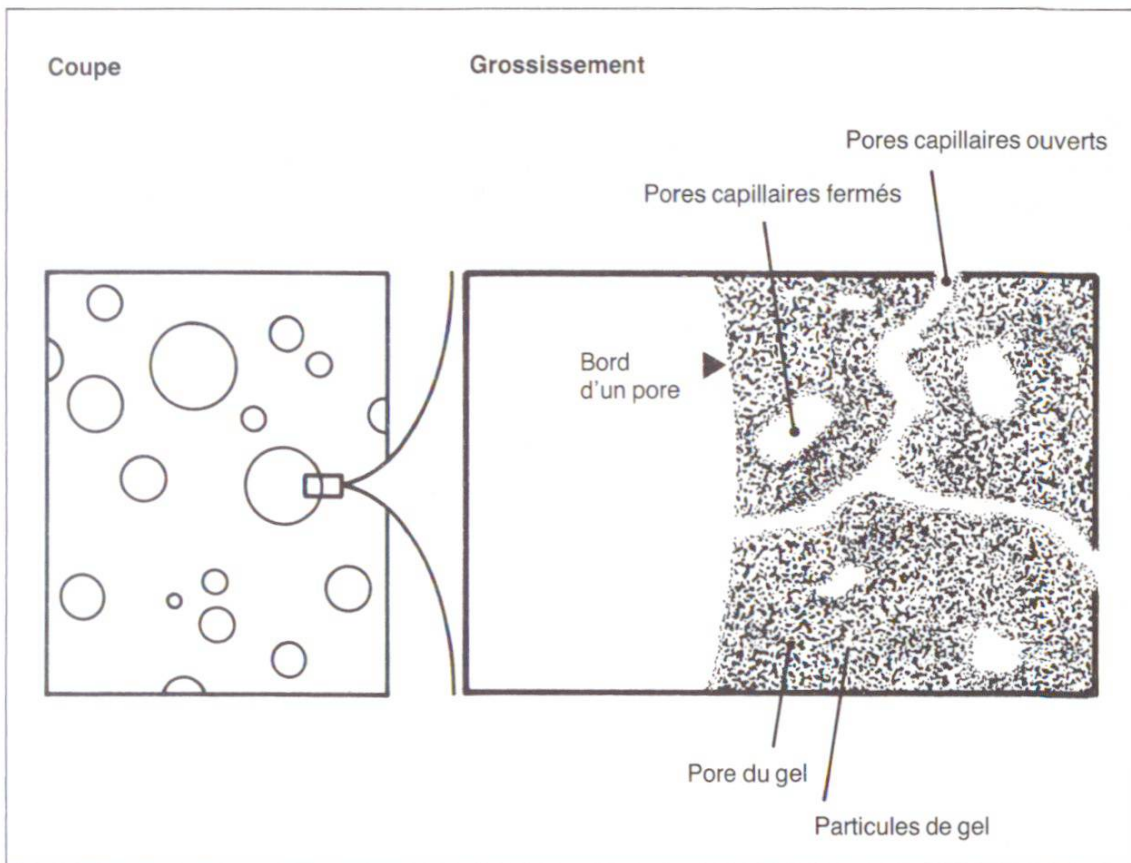 Coupe
Grossissement
Pores capillaires ouverts
Pores capillaires fermés
Bord
d'un pore
Pore du gel
Particules de gel